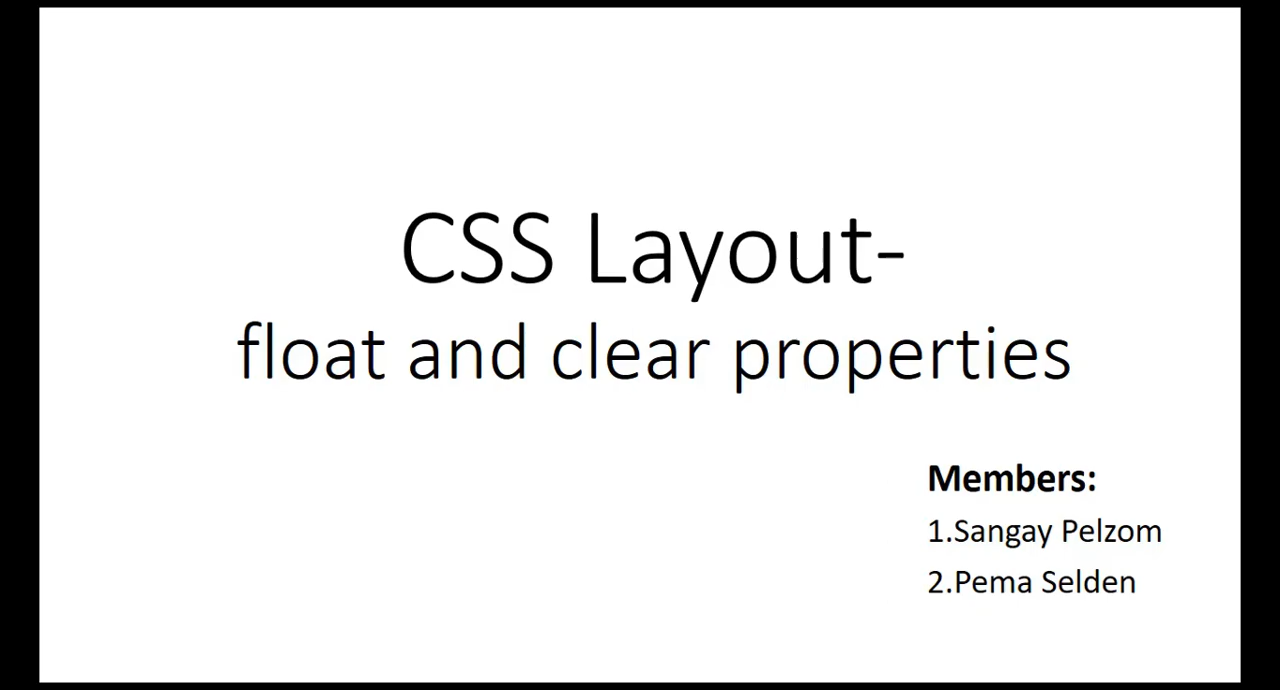 CSS Layout-
float and clear properties
Members:
1.Sangay Pelzom
2.Pema Selden